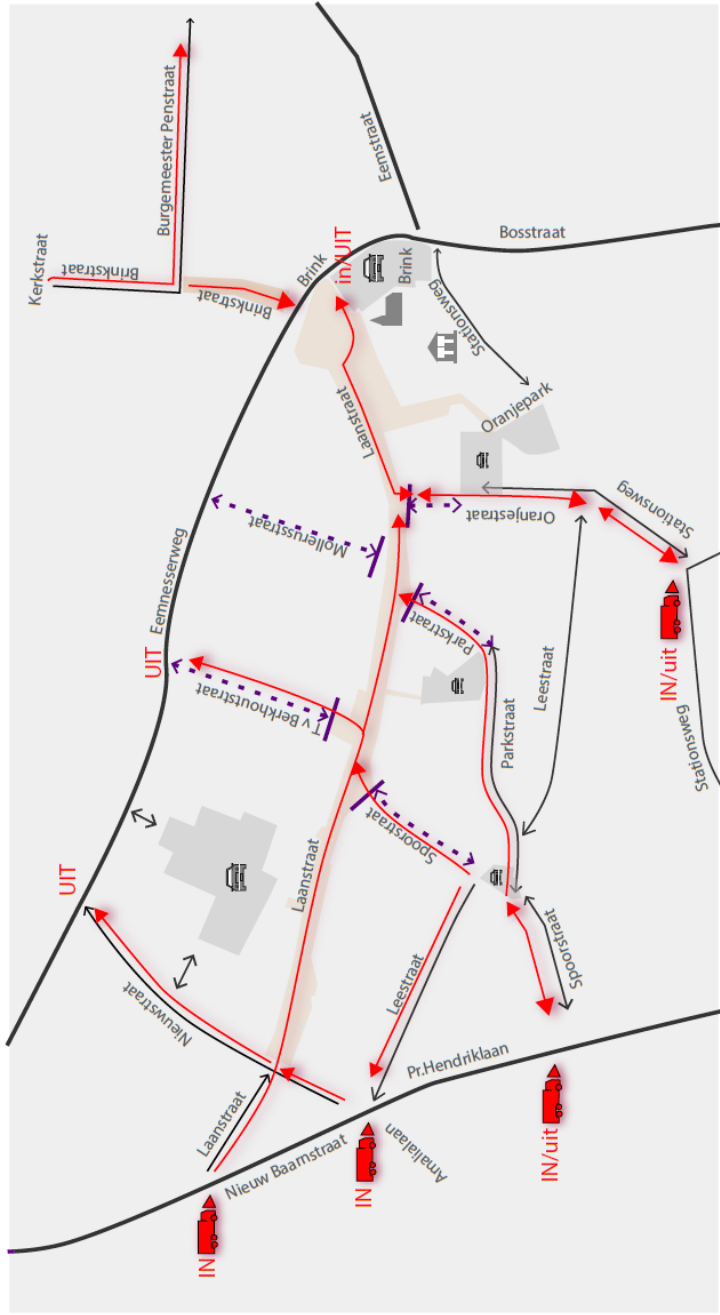 Kerkstraat
Brinkstraat
Burgemeester Penstraat
Brinkstraat
Brink
in/UIT
Brink
Eemstraat
Bosstraat
Stationsweg
Oranjepark
Laanstraat
Eemnesserweg
Mollerusstraat
Oranjestraat
Stationsweg
IN/uit
Stationsweg
UIT
T v Berkhoutstraat
Parkstraat
Parkstraat
Leestraat
Spoorstraat
Laanstraat
UIT
Nieuwstraat
Leestraat
Spoorstraat
Pr.Hendriklaan
Laanstraat
Nieuw Baarnstraat
Amalialaan
IN
IN
IN/uit